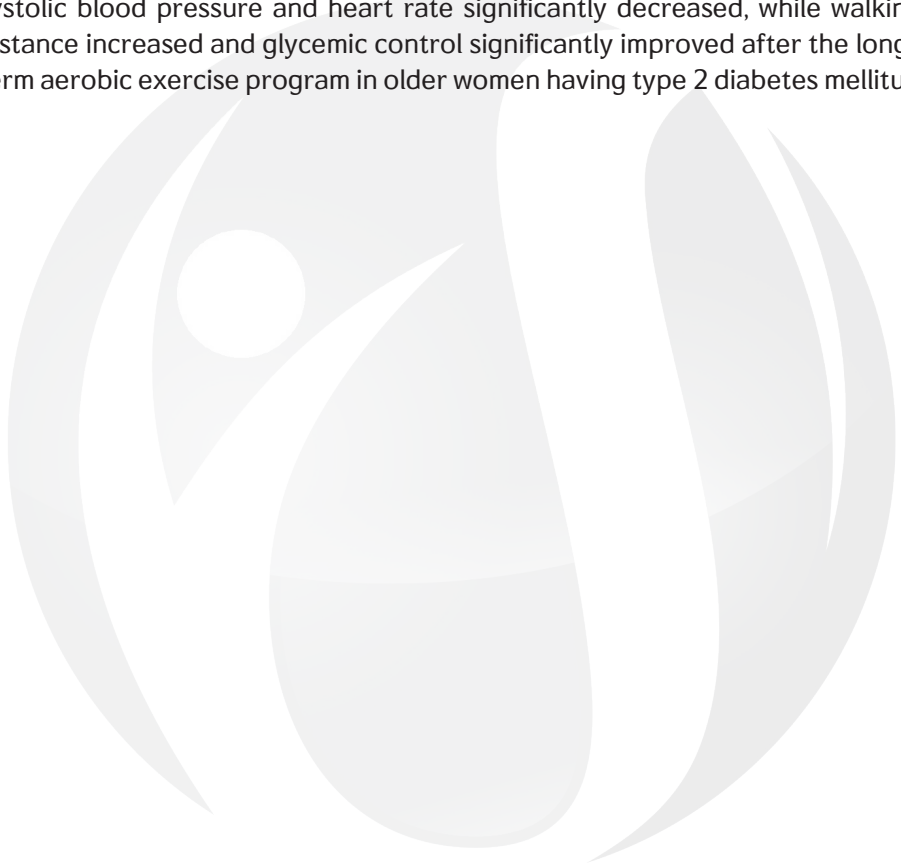 ystolic blood pressure and heart rate significantly decreased, while walkin
stance increased and glycemic control significantly improved after the long
erm aerobic exercise program in older women having type 2 diabetes mellitu